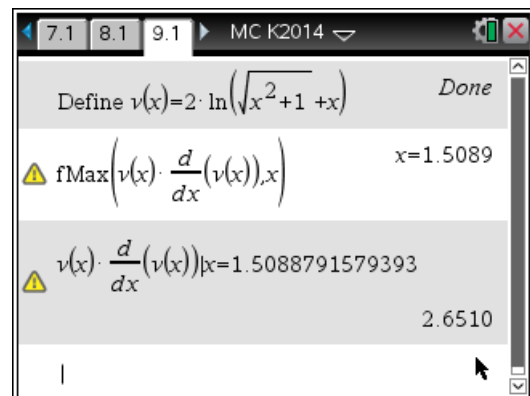 7.1 8.1 9.1 MC K2014
Define v(x)=2·ln(√x²+1 +x) Done
fMax(v(x)·d/dx(v(x)),x) x=1.5089
v(x)·d/dx(v(x))|x=1.5088791579393
2.6510